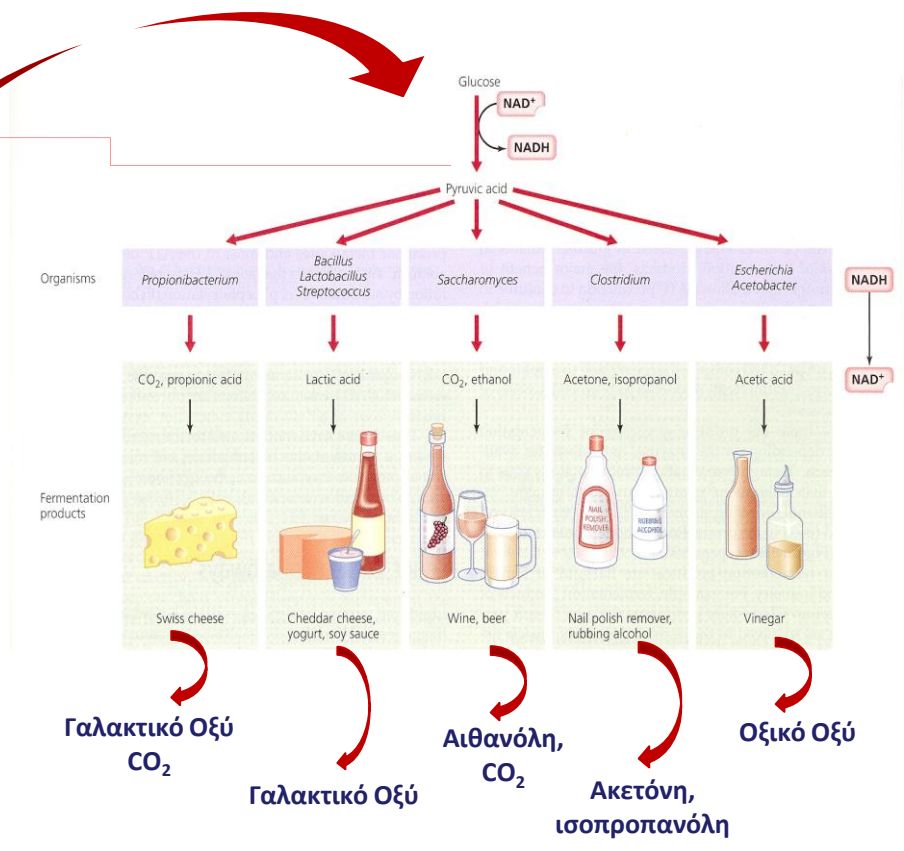 Glucose
NAD+
NADH
Pyruvic acid
Organisms
Propionibacterium
Bacillus
Lactobacillus
Streptococcus
Saccharomyces
Clostridium
Escherichia
Acetobacter
NADH
CO2, propionic acid
Lactic acid
CO2, ethanol
Acetone, isopropanol
Acetic acid
NAD+
Fermentation
products
NAIL
POLISH
REMOVER
RUBBING
ALCOHOL
Swiss cheese
Cheddar cheese,
yogurt, soy sauce
Wine, beer
Nail polish remover,
rubbing alcohol
Vinegar
Γαλακτικό Οξύ
CO2
Γαλακτικό Οξύ
Αιθανόλη,
CO2
Ακετόνη,
ισοπροπανόλη
Οξικό Οξύ